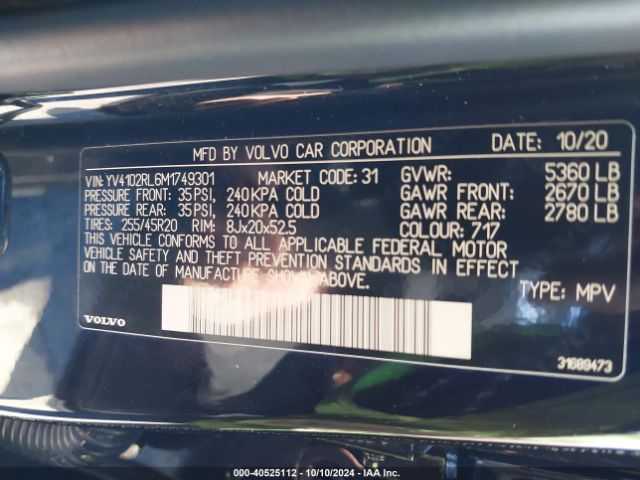 MFD BY VOLVO CAR CORPORATION DATE: 10/20
VIN: YV4102RL6M1749301 MARKET CODE: 31 GVWR: 5360 LB
PRESSURE FRONT: 35 PSI, 240 KPA COLD GAWR FRONT: 2670 LB
PRESSURE REAR: 35 PSI, 240 KPA COLD GAWR REAR: 2780 LB
TIRES: 255/45R20 RIM: 8Jx20x52.5 COLOUR: 717
THIS VEHICLE CONFORMS TO ALL APPLICABLE FEDERAL MOTOR
VEHICLE SAFETY AND THEFT PREVENTION STANDARDS IN EFFECT
ON THE DATE OF MANUFACTURE SHOWN ABOVE.
TYPE: MPV
VOLVO
31689473
000-40525112 - 10/10/2024 - IAAI.COM